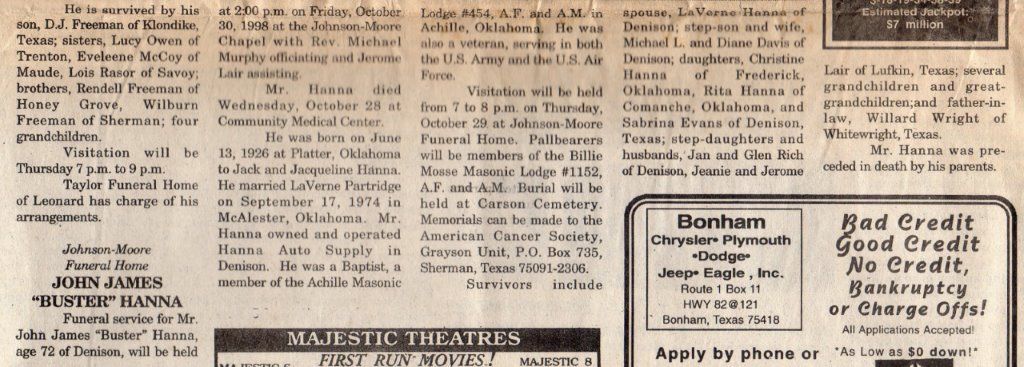 He is survived by his
son, D.J. Freeman of Klondike,
Texas; sisters, Lucy Owen of
Trenton, Eveleene McCoy of
Maude, Lois Rasor of Savoy;
brothers, Rendell Freeman of
Honey Grove, Wilburn
Freeman of Sherman; four
grandchildren.
Visitation will be
Thursday 7 p.m. to 9 p.m.
Taylor Funeral Home
of Leonard has charge of his
arrangements.
Johnson-Moore
Funeral Home
JOHN JAMES
“BUSTER” HANNA
Funeral service for Mr.
John James “Buster” Hanna,
age 72 of Denison, will be held
at 2:00 p.m. on Friday, October
30, 1998 at the Johnson-Moore
Chapel with Rev. Michael
Murphy officiating and Jerome
Lair assisting.
Mr. Hanna died
Wednesday, October 28 at
Community Medical Center.
He was born on June
13, 1926 at Platter, Oklahoma
to Jack and Jacqueline Hanna.
He married LaVerne Partridge
on September 17, 1974 in
McAlester, Oklahoma. Mr.
Hanna owned and operated
Hanna Auto Supply in
Denison. He was a Baptist, a
member of the Achille Masonic
Lodge #454, A.F. and A.M. in
Achille, Oklahoma. He was
also a veteran, serving in both
the U.S. Army and the U.S. Air
Force.
Visitation will be held
from 7 to 8 p.m. on Thursday,
October 29 at Johnson-Moore
Funeral Home. Pallbearers
will be members of the Billie
Mosse Masonic Lodge #1152,
A.F. and A.M. Burial will be
held at Carson Cemetery.
Memorials can be made to the
American Cancer Society,
Grayson Unit, P.O. Box 735,
Sherman, Texas 75091-2306.
Survivors include
spouse, LaVerne Hanna of
Denison; step-son and wife,
Michael L. and Diane Davis of
Denison; daughters, Christine
Hanna of Frederick,
Oklahoma, Rita Hanna of
Comanche, Oklahoma, and
Sabrina Evans of Denison,
Texas; step-daughters and
husbands, Jan and Glen Rich
of Denison, Jeanie and Jerome
Lair of Lufkin, Texas; several
grandchildren and great-
grandchildren;and father-in-
law, Willard Wright of
Whitewright, Texas.
Mr. Hanna was pre-
ceded in death by his parents.
Estimated Jackpot:
$7 million
MAJESTIC THEATRES
FIRST RUN MOVIES!
MAJESTIC 8
Bonham
Chrysler• Plymouth
•Dodge•
Jeep• Eagle , Inc.
Route 1 Box 11
HWY 82@121
Bonham, Texas 75418
Apply by phone or
Bad Credit
Good Credit
No Credit,
Bankruptcy
or Charge Offs!
All Applications Accepted!
*As Low as $0 down!*